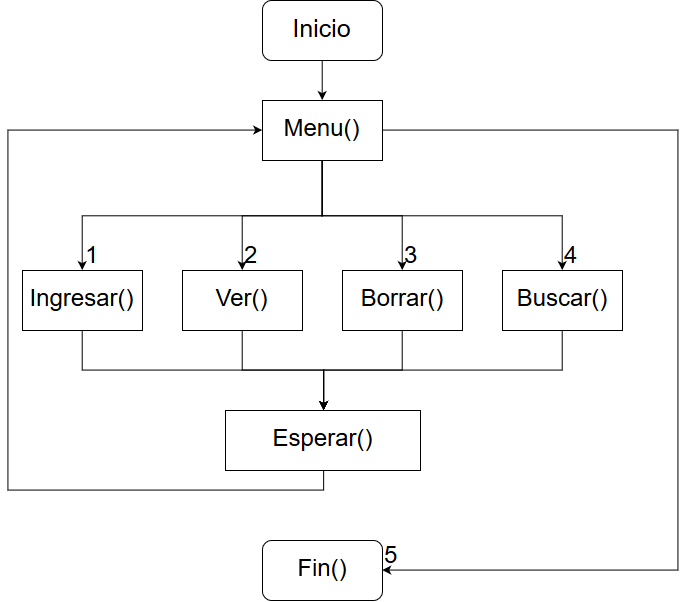 Inicio
Menu()
1
2
3
4
Ingresar()
Ver()
Borrar()
Buscar()
Esperar()
5
Fin()